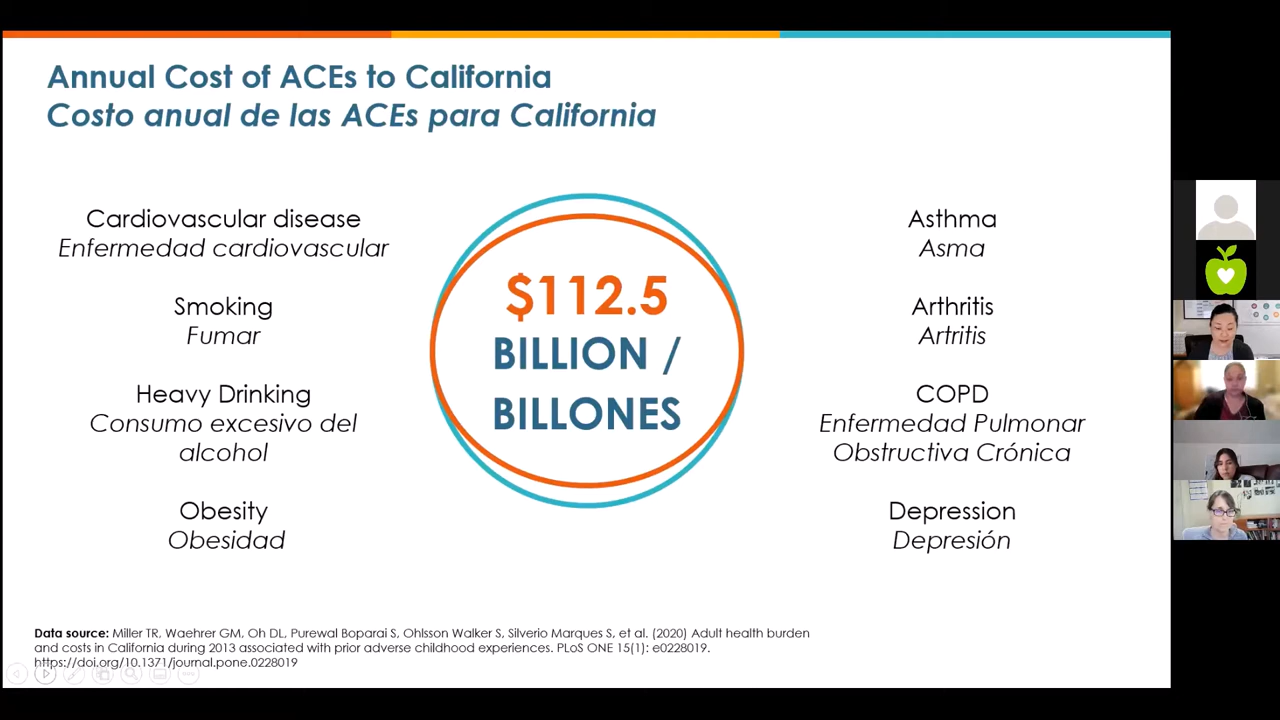 Annual Cost of ACEs to California
Costo anual de las ACEs para California
Cardiovascular disease
Enfermedad cardiovascular
Smoking
Fumar
Heavy Drinking
Consumo excesivo del
alcohol
Obesity
Obesidad
$112.5
BILLION /
BILLONES
Asthma
Asma
Arthritis
Artritis
COPD
Enfermedad Pulmonar
Obstructiva Crónica
Depression
Depresión
Data source: Miller TR, Waehrer GM, Oh DL, Purewal Boparai S, Ohlsson Walker S, Silverio Marques S, et al. (2020) Adult health burden
and costs in California during 2013 associated with prior adverse childhood experiences. PLoS ONE 15(1): e0228019.
https://doi.org/10.1371/journal.pone.0228019